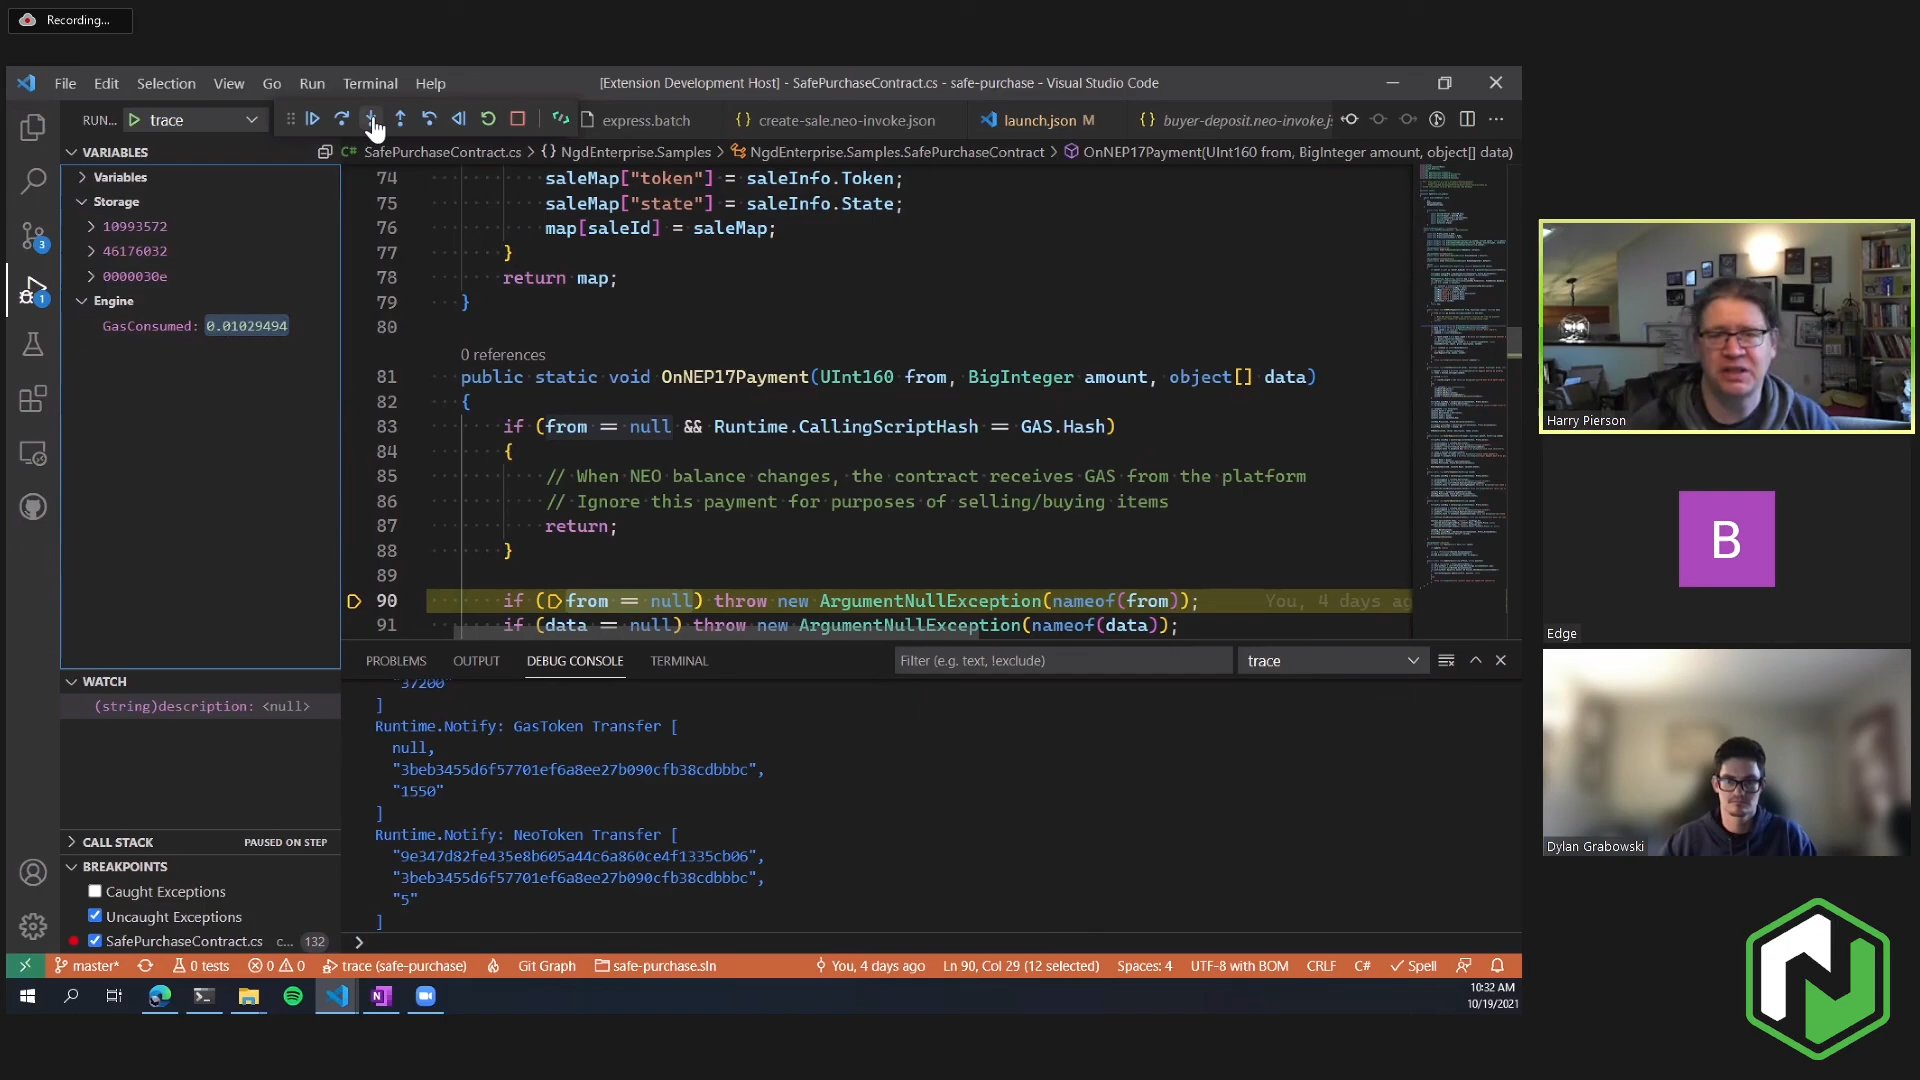 Recording...
File Edit Selection View Go Run Terminal Help
[Extension Development Host] - SafePurchaseContract.cs - safe-purchase - Visual Studio Code
RUN... trace
express.batch
create-sale.neo-invoke.json
launch.json M
buyer-deposit.neo-invoke.js
VARIABLES
C# SafePurchaseContract.cs > {} NgdEnterprise.Samples > NgdEnterprise.Samples.SafePurchaseContract > OnNEP17Payment(UInt160 from, BigInteger amount, object[] data)
Variables
Storage
10993572
46176032
0000030e
Engine
GasConsumed: 0.01029494
74 saleMap["token"] = saleInfo.Token;
75 saleMap["state"] = saleInfo.State;
76 map[saleId] = saleMap;
77 }
78 return map;
79 }
80
0 references
81 public static void OnNEP17Payment(UInt160 from, BigInteger amount, object[] data)
82 {
83 if (from == null && Runtime.CallingScriptHash == GAS.Hash)
84 {
85 // When NEO balance changes, the contract receives GAS from the platform
86 // Ignore this payment for purposes of selling/buying items
87 return;
88 }
89
90 if (from == null) throw new ArgumentNullException(nameof(from)); You, 4 days ag
91 if (data == null) throw new ArgumentNullException(nameof(data));
PROBLEMS OUTPUT DEBUG CONSOLE TERMINAL
Filter (e.g. text, !exclude)
trace
"37200"
]
Runtime.Notify: GasToken Transfer [
null,
"3beb3455d6f57701ef6a8ee27b090cfb38cdbbbc",
"1550"
]
Runtime.Notify: NeoToken Transfer [
"9e347d82fe435e8b605a44c6a860ce4f1335cb06",
"3beb3455d6f57701ef6a8ee27b090cfb38cdbbbc",
"5"
]
>
WATCH
(string)description: <null>
CALL STACK PAUSED ON STEP
BREAKPOINTS
Caught Exceptions
Uncaught Exceptions
SafePurchaseContract.cs c... 132
3
1
master* 0 tests 0 0 trace (safe-purchase) Git Graph safe-purchase.sln You, 4 days ago Ln 90, Col 29 (12 selected) Spaces: 4 UTF-8 with BOM CRLF C# Spell
10:32 AM
10/19/2021
Harry Pierson
B
Edge
Dylan Grabowski